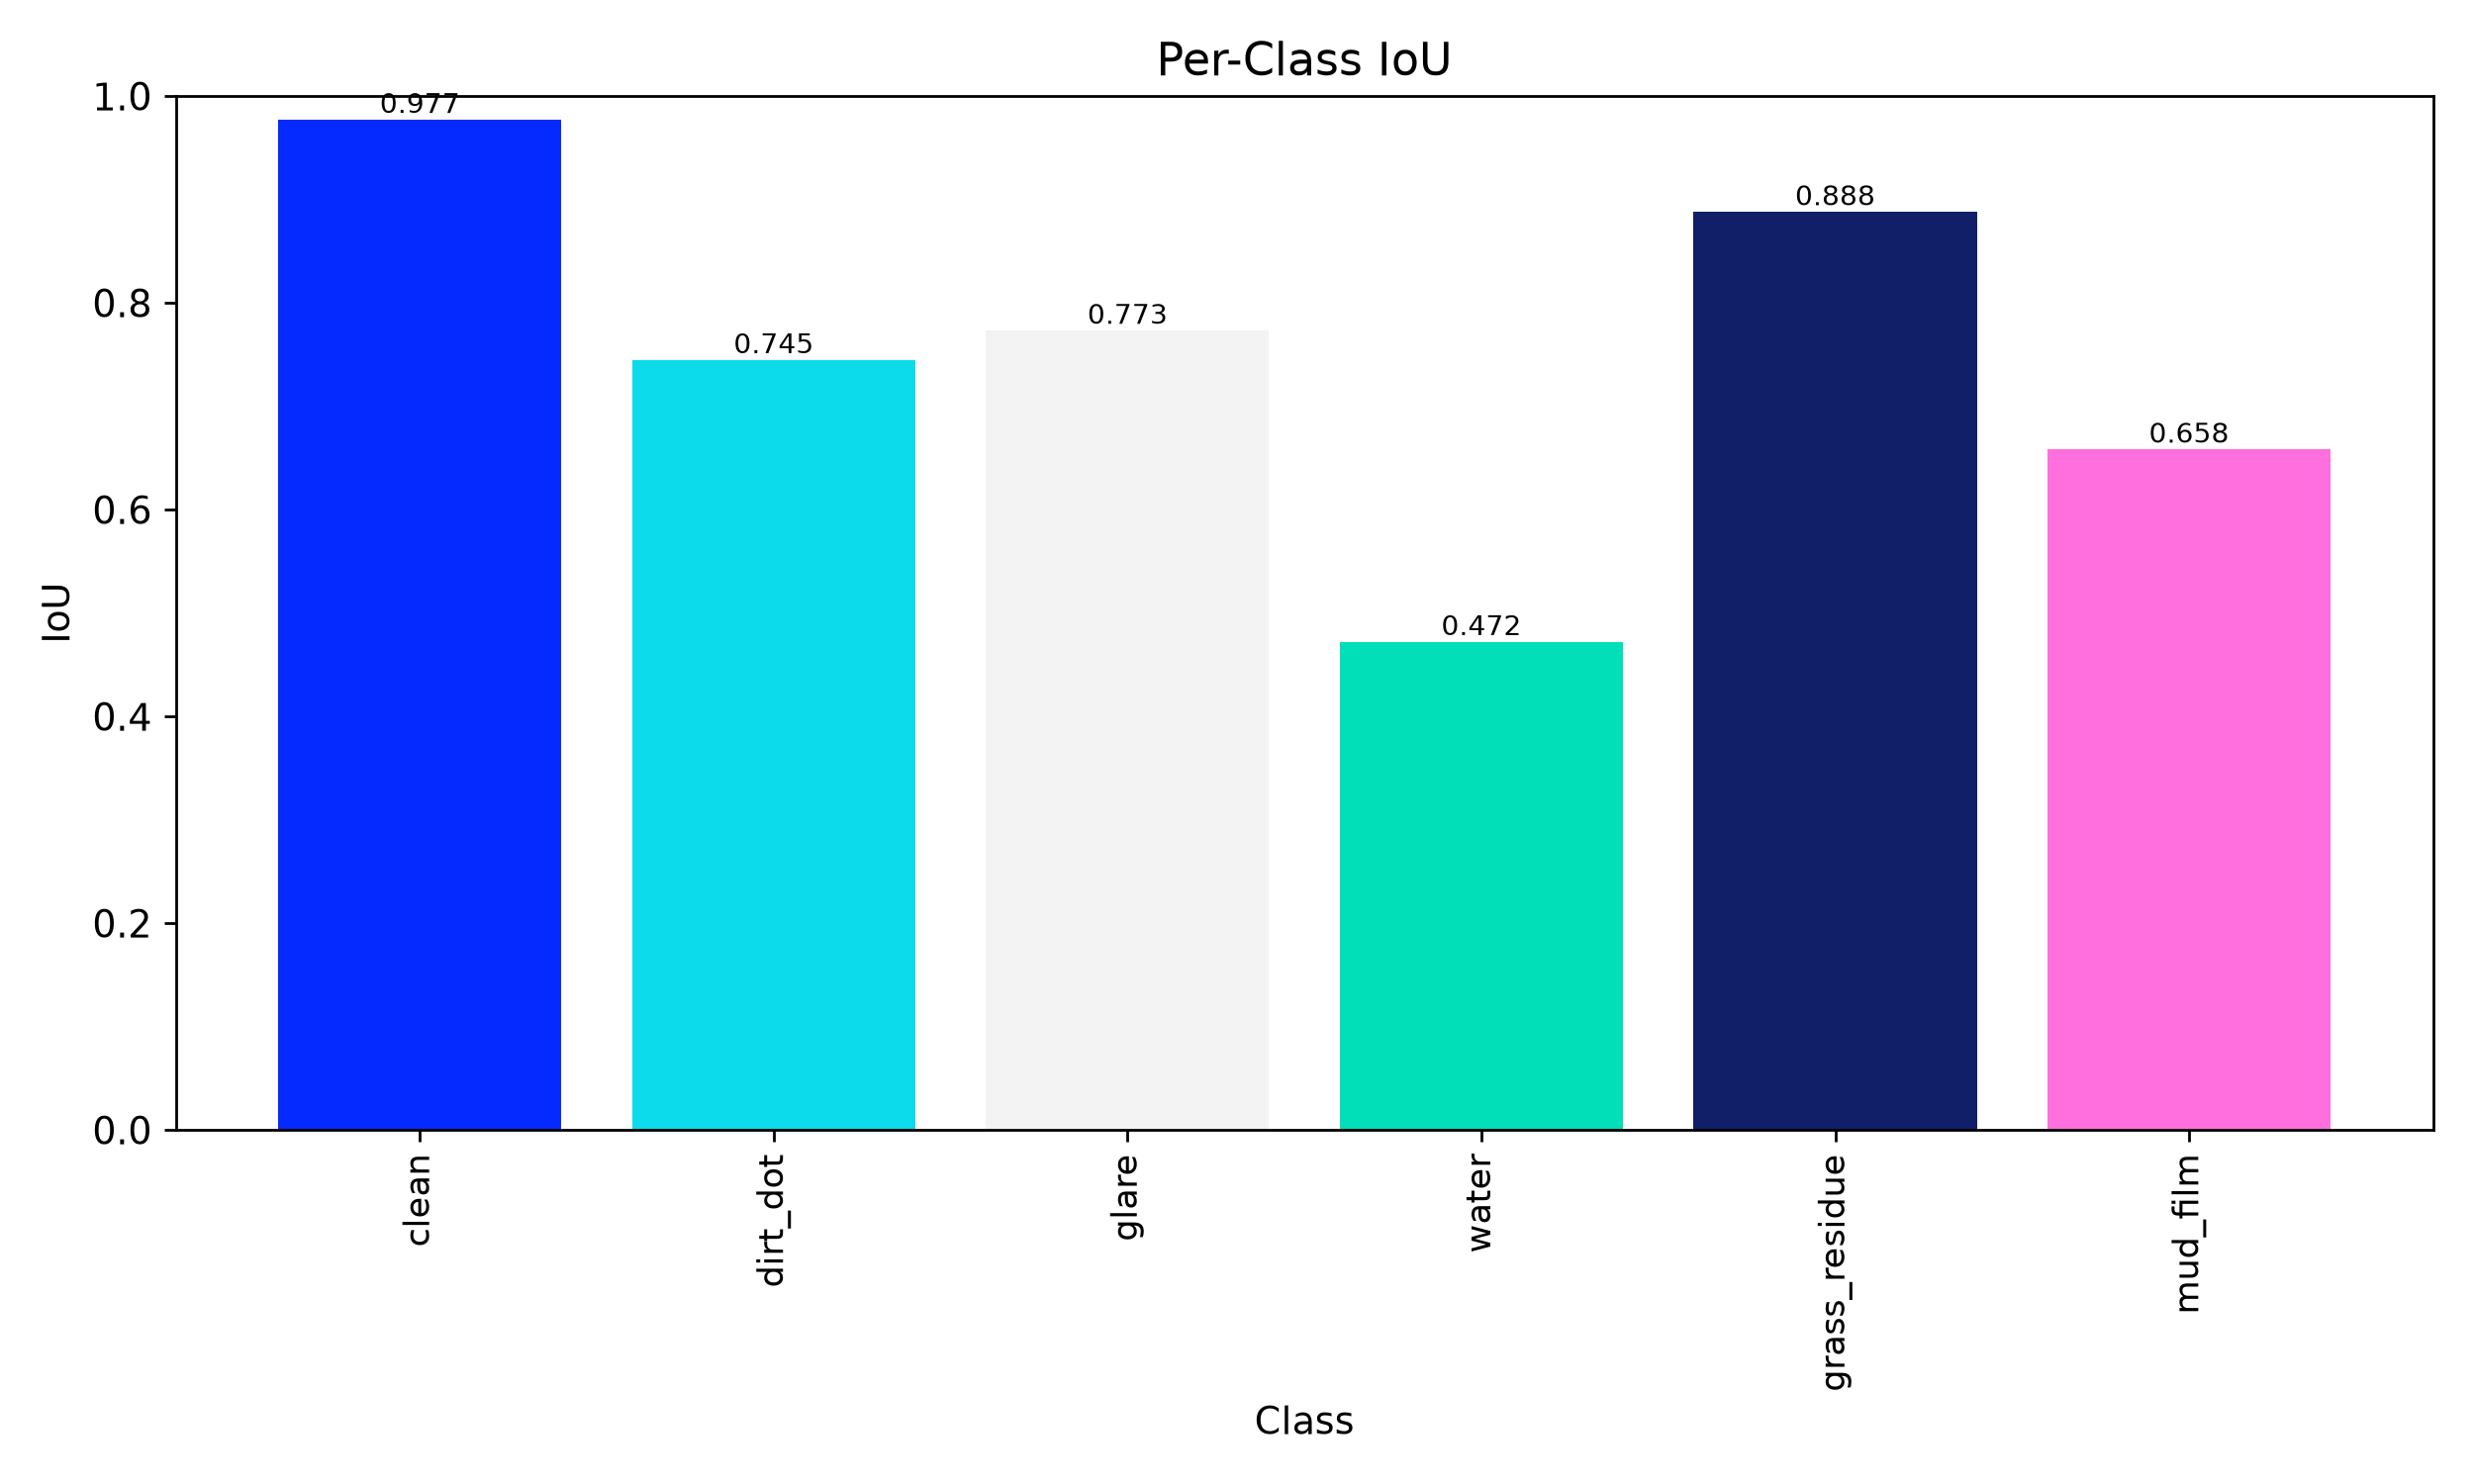 Per-Class IoU
1.0
0.8
0.6
0.4
0.2
0.0
IoU
0.977
0.745
0.773
0.472
0.888
0.658
clean
dirt_dot
glare
water
grass_residue
mud_film
Class